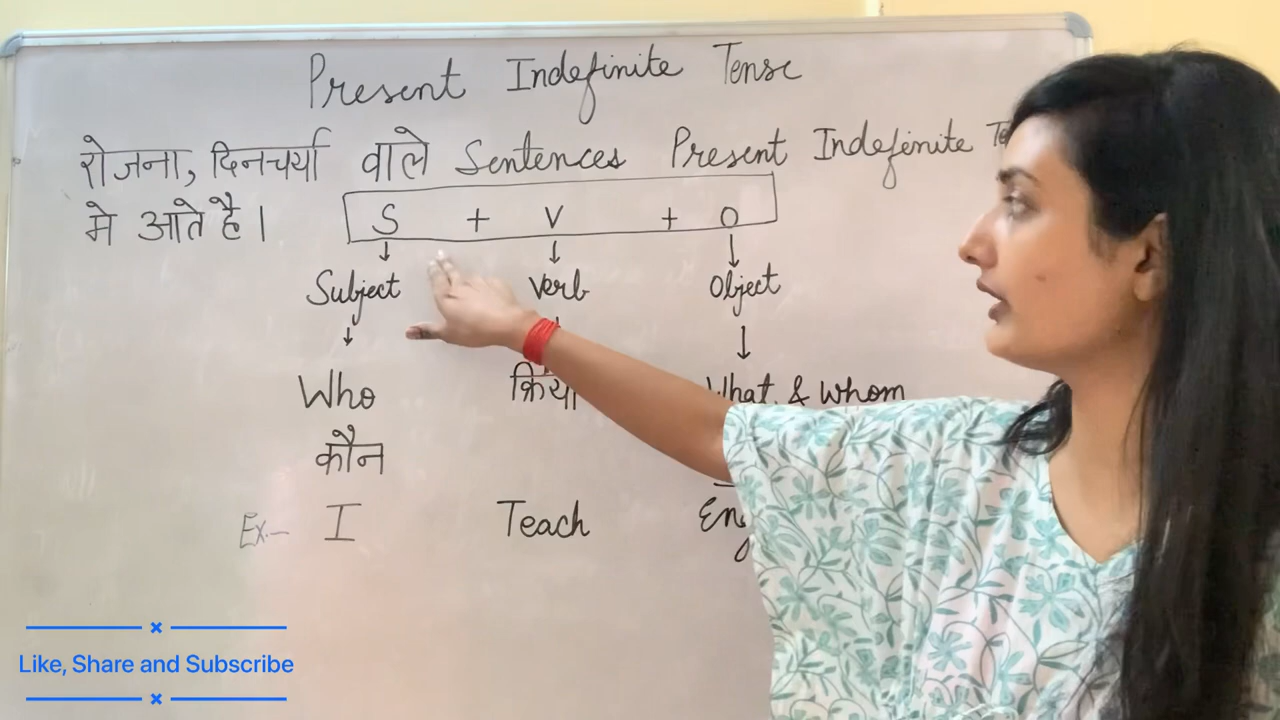 Present Indefinite Tense
रोजना, दिनचर्या वाले Sentences Present Indefinite
मे आते है।
S + V + O
↓ ↓ ↓
Subject Verb Object
↓ ↓
Who क्रिया What & Whom
कौन
Ex.- I Teach
Like, Share and Subscribe